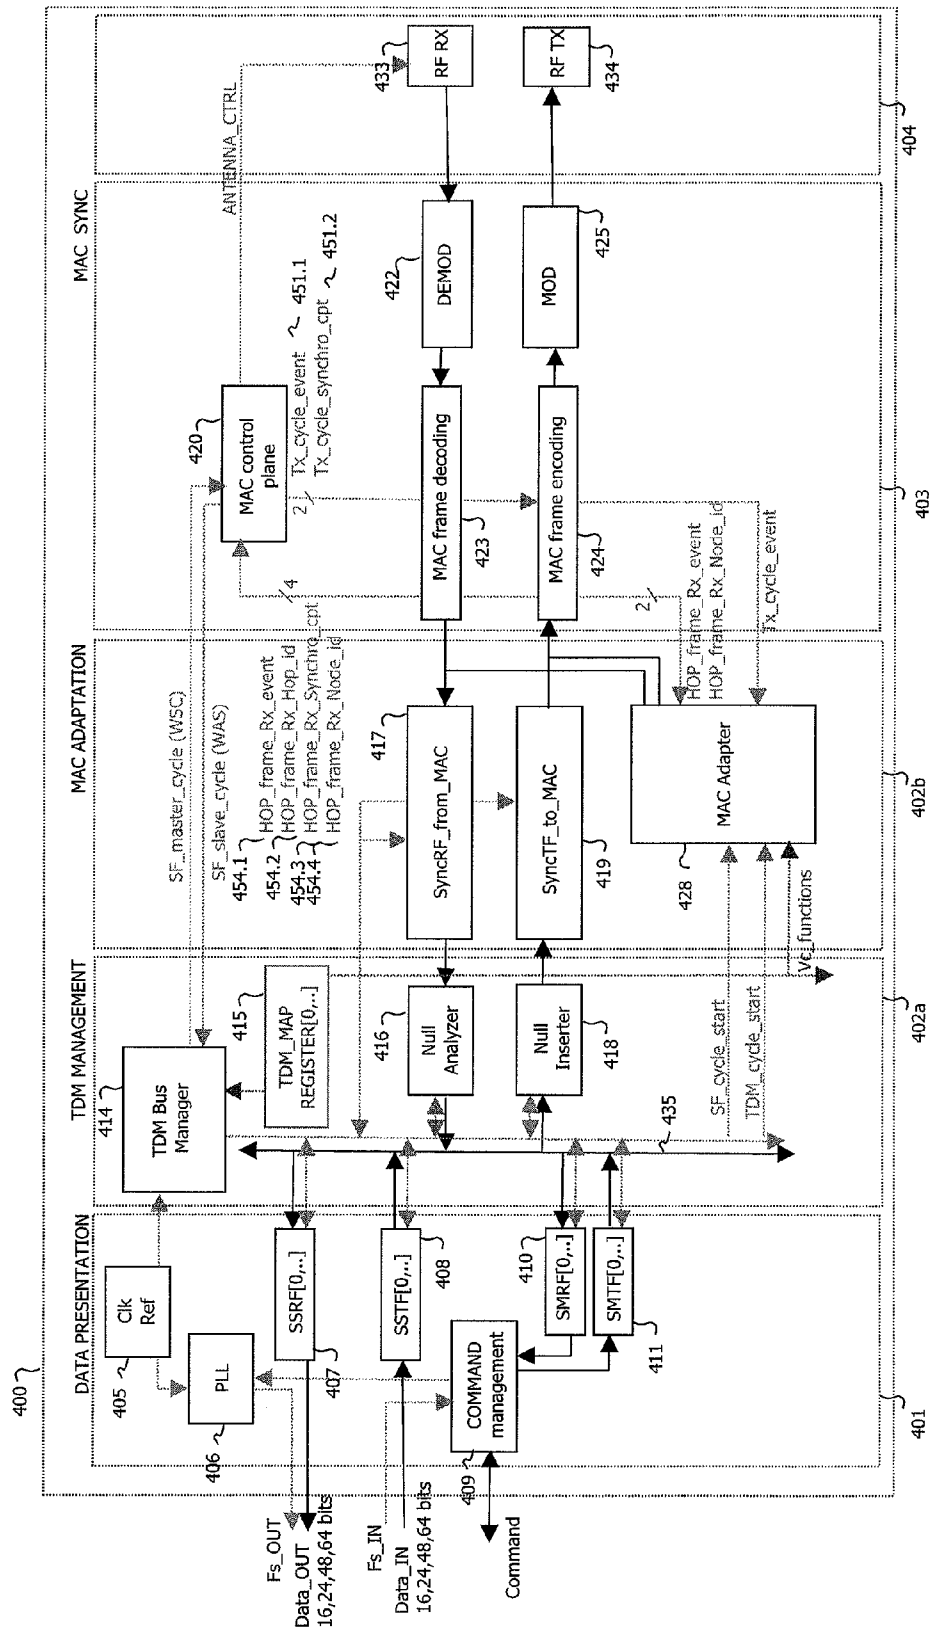 400
DATA PRESENTATION
TDM MANAGEMENT
MAC ADAPTATION
MAC SYNC
Clk
Ref
405
PLL
406
Fs_OUT
Data_OUT
16,24,48,64 bits
SSRF[0,..]
407
Fs_IN
Data_IN
16,24,48,64 bits
SSTF[0,..]
408
COMMAND
management
409
Command
SMRF[0,..]
410
SMTF[0,..]
411
401
TDM Bus
Manager
414
TDM_MAP
REGISTER[0,..]
415
Null
Analyzer
416
Null
Inserter
418
SF_cycle_start
TDM_cycle_start
435
Vc_functions
402a
SF_master_cycle (WSC)
SF_slave_cycle (WAS)
454.1
HOP_frame_Rx_event
454.2
HOP_frame_Rx_Hop_id
454.3
HOP_frame_Rx_Synchro_cpt
454.4
HOP_frame_Rx_Node_id
SyncRF_from_MAC
417
SyncTF_to_MAC
419
MAC Adapter
428
402b
MAC control
plane
420
4
2
Tx_cycle_event
451.1
Tx_cycle_synchro_cpt
451.2
MAC frame decoding
423
MAC frame encoding
424
2
HOP_frame_Rx_event
HOP_frame_Rx_Node_id
Tx_cycle_event
DEMOD
422
MOD
425
403
ANTENNA_CTRL
RF RX
433
RF TX
434
404